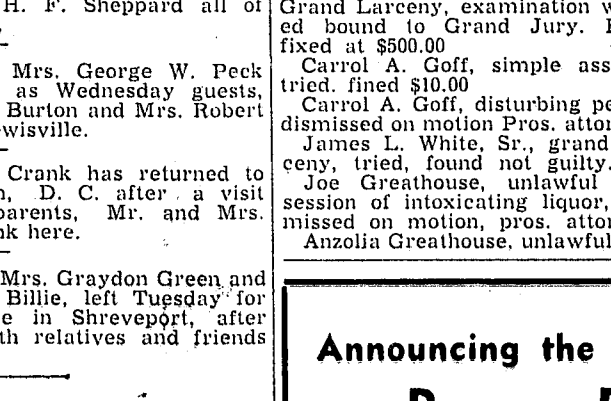 H. F. Sheppard all of
Mrs. George W. Peck
as Wednesday guests,
Burton and Mrs. Robert
wisville.
Crank has returned to
D. C. after a visit
parents, Mr. and Mrs.
nk here.
Mrs. Graydon Green and
Billie, left Tuesday for
e in Shreveport, after
th relatives and friends
Grand Larceny, examination
ed bound to Grand Jury.
fixed at $500.00
Carrol A. Goff, simple ass
tried. fined $10.00
Carrol A. Goff, disturbing pe
dismissed on motion Pros. attor
James L. White, Sr., grand
ceny, tried, found not guilty.
Joe Greathouse, unlawful
session of intoxicating liquor,
missed on motion, pros. attor
Anzolia Greathouse, unlawful
Announcing the